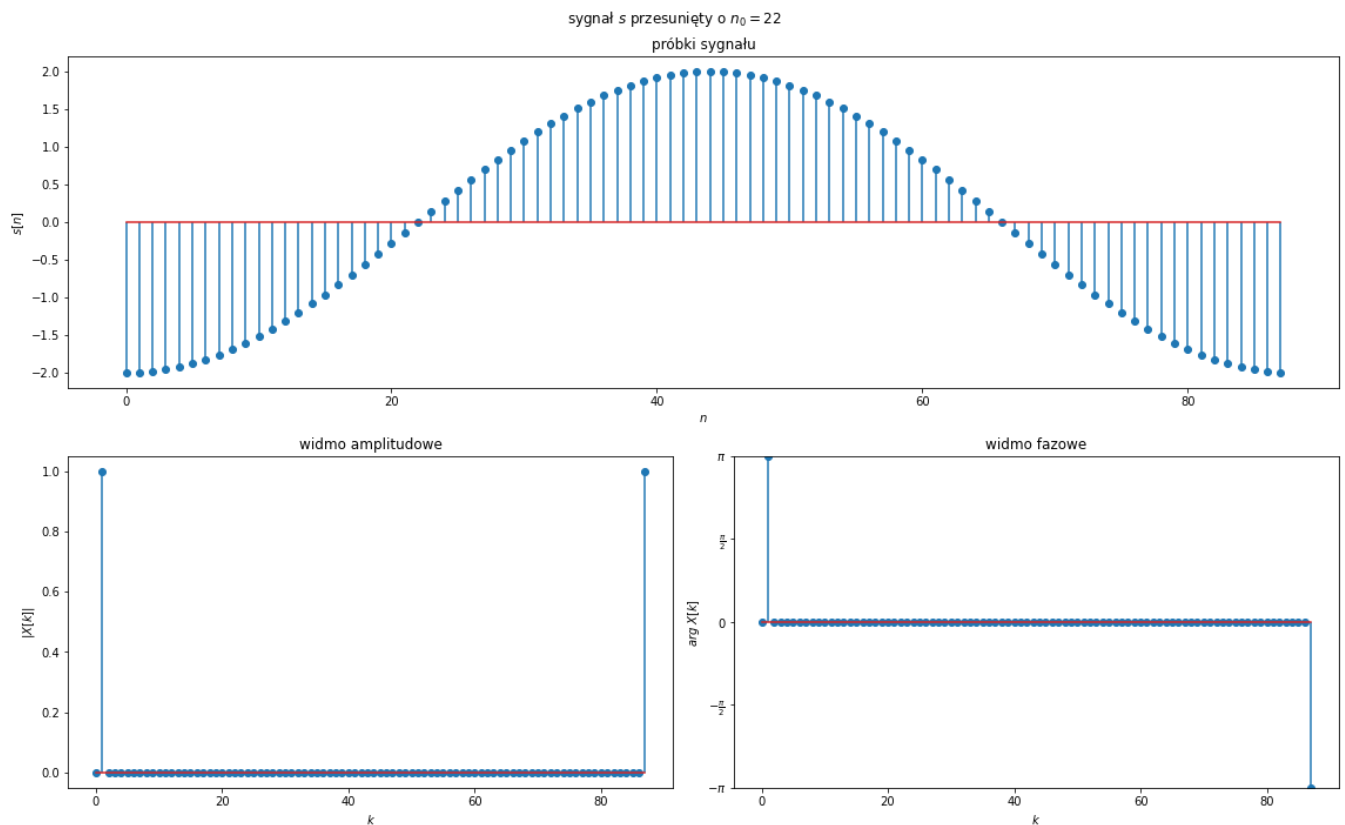 sygnał s przesunięty o n₀ = 22
próbki sygnału
s[n]
2.0
1.5
1.0
0.5
0.0
−0.5
−1.0
−1.5
−2.0
0 20 40 60 80
n
widmo amplitudowe
|X[k]|
1.0
0.8
0.6
0.4
0.2
0.0
0 20 40 60 80
k
widmo fazowe
arg X[k]
π
π/2
0
−π/2
−π
0 20 40 60 80
k